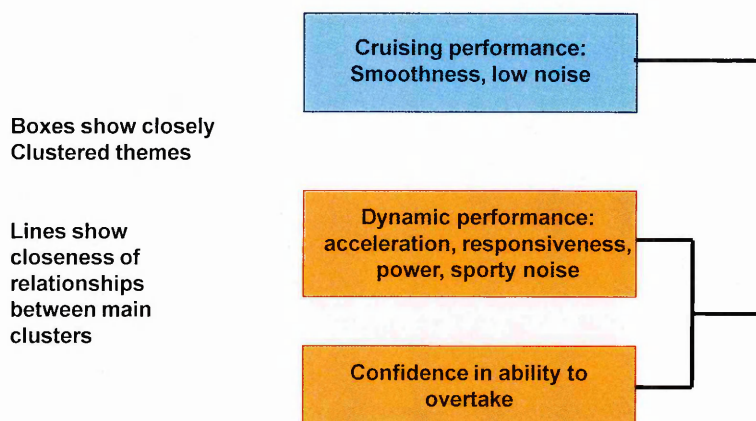 Cruising performance:
Smoothness, low noise
Boxes show closely
Clustered themes
Dynamic performance:
acceleration, responsiveness,
power, sporty noise
Lines show
closeness of
relationships
between main
clusters
Confidence in ability to
overtake